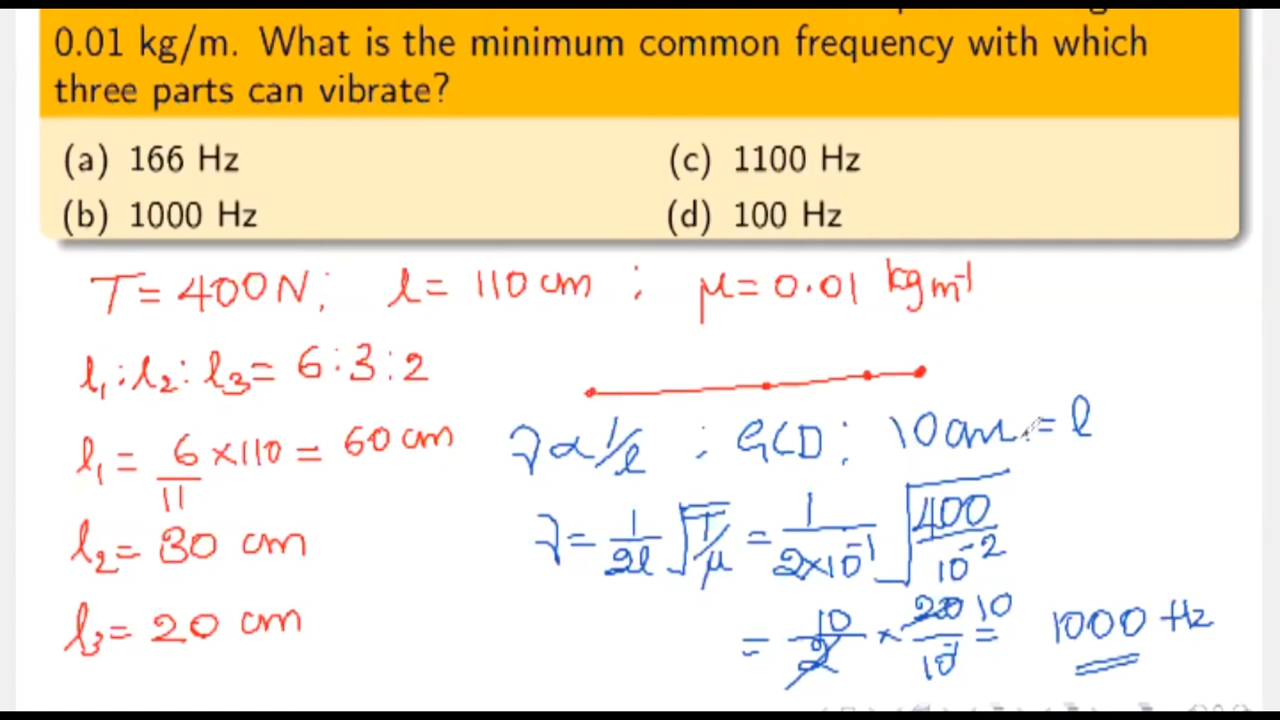 0.01 kg/m. What is the minimum common frequency with which
three parts can vibrate?
(a) 166 Hz
(c) 1100 Hz
(b) 1000 Hz
(d) 100 Hz
T = 400N; l = 110 cm ; μ = 0.01 kg m⁻¹
l₁ : l₂ : l₃ = 6 : 3 : 2
l₁ = 6/11 × 110 = 60 cm
ν ∝ 1/l ; GCD : 10 cm = l
l₂ = 30 cm
ν = 1/2l √T/μ = 1/2×10⁻¹ √400/10⁻²
l₃ = 20 cm
= 10/2 × 20/10⁻¹ 10 = 1000 Hz